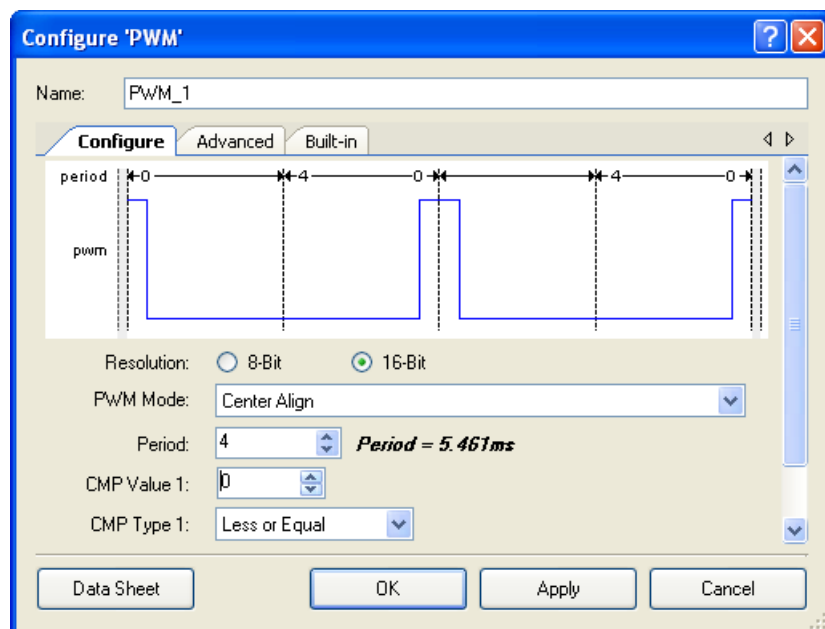 Configure 'PWM'
Name: PWM_1
Configure Advanced Built-in
period 0 4 0 4 0
pwm
Resolution: 8-Bit 16-Bit
PWM Mode: Center Align
Period: 4 Period = 5.461ms
CMP Value 1: 0
CMP Type 1: Less or Equal
Data Sheet OK Apply Cancel